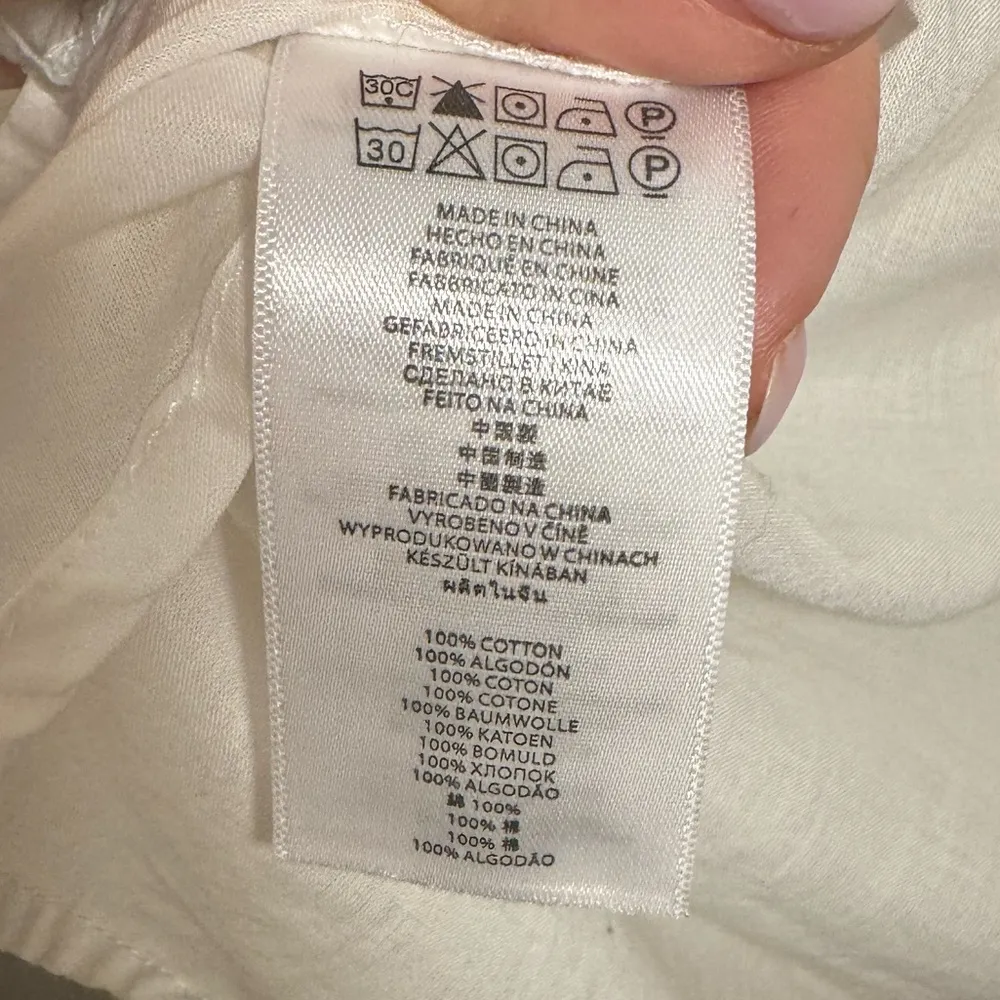 30C P
30 P
MADE IN CHINA
HECHO EN CHINA
FABRIQUÉ EN CHINE
FABBRICATO IN CINA
MADE IN CHINA
GEFABRICEERD IN CHINA
FREMSTILLET I KINA
СДЕЛАНО В КИТАЕ
FEITO NA CHINA
中国製
中国制造
中國製造
FABRICADO NA CHINA
VYROBENO V ČÍNĚ
WYPRODUKOWANO W CHINACH
KÉSZÜLT KÍNÁBAN
ผลิตในจีน
100% COTTON
100% ALGODÓN
100% COTON
100% COTONE
100% BAUMWOLLE
100% KATOEN
100% BOMULD
100% ХЛОПОК
100% ALGODÃO
綿 100%
100% 棉
100% 棉
100% ALGODÃO